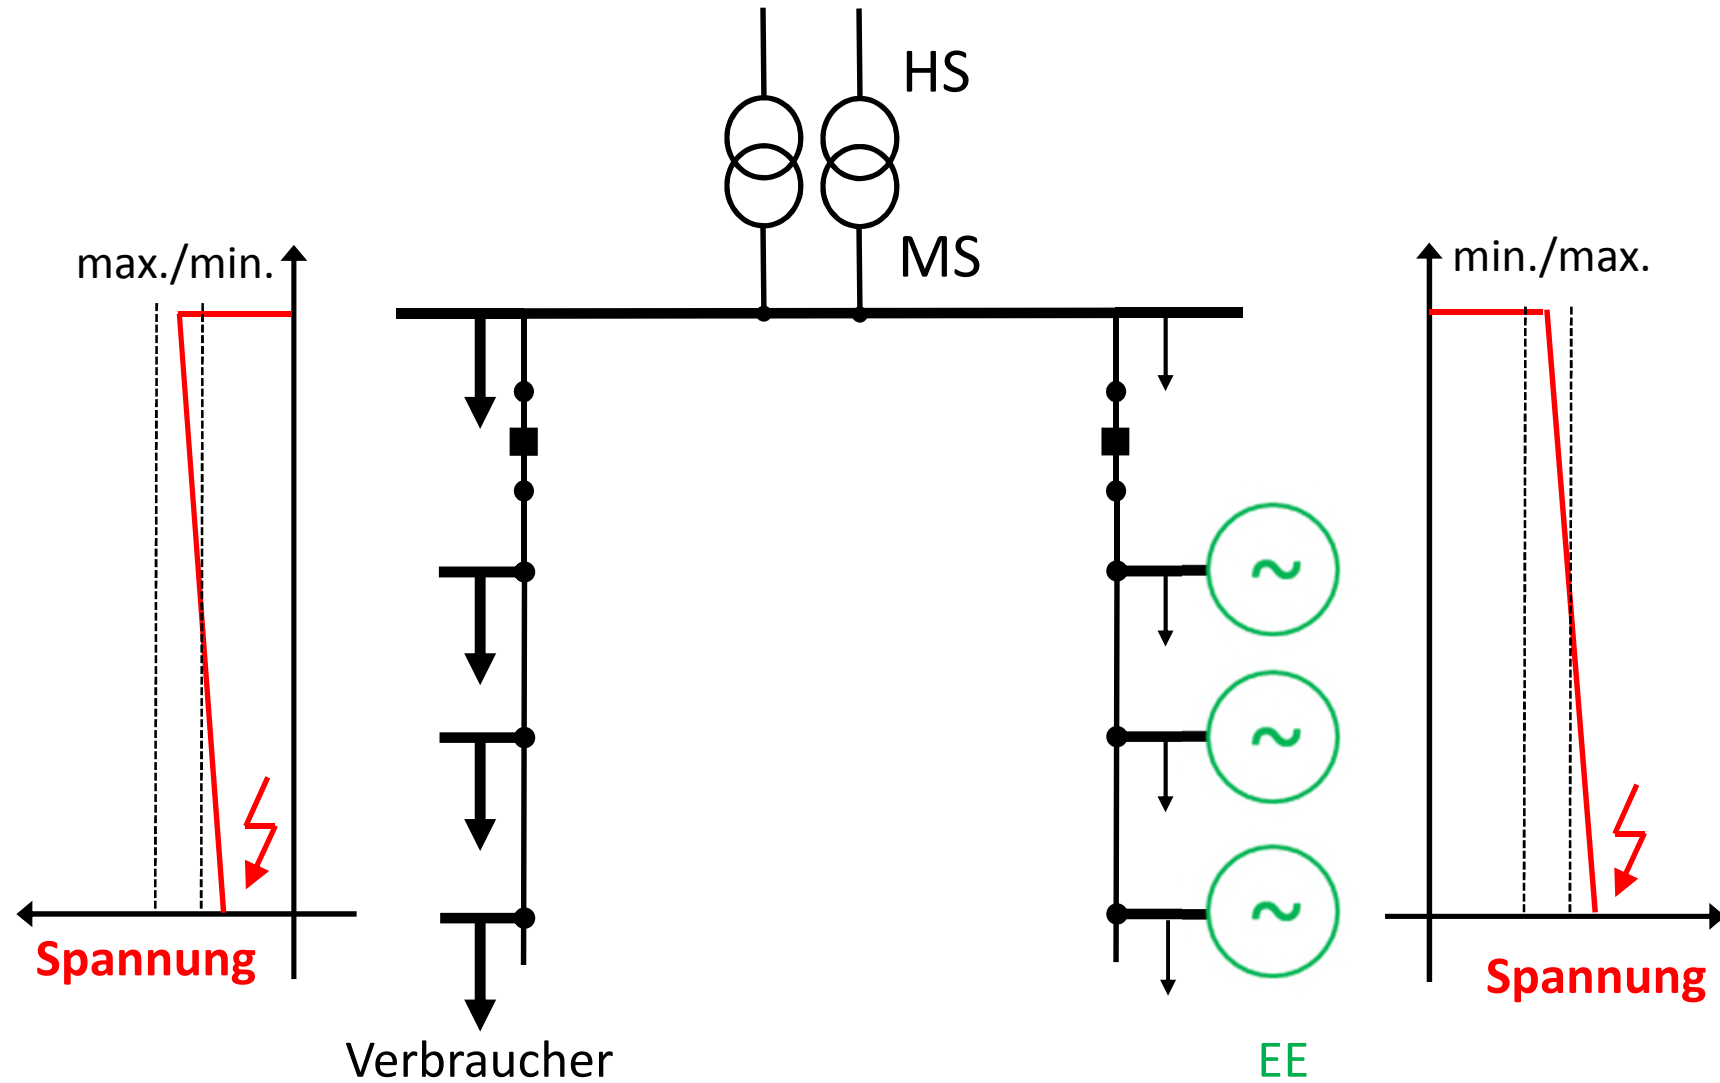 HS
MS
max./min.
min./max.
Spannung
Spannung
Verbraucher
EE